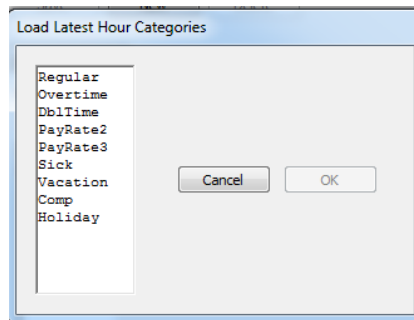 Load Latest Hour Categories
Regular
Overtime
DblTime
PayRate2
PayRate3
Sick
Vacation
Comp
Holiday
Cancel
OK